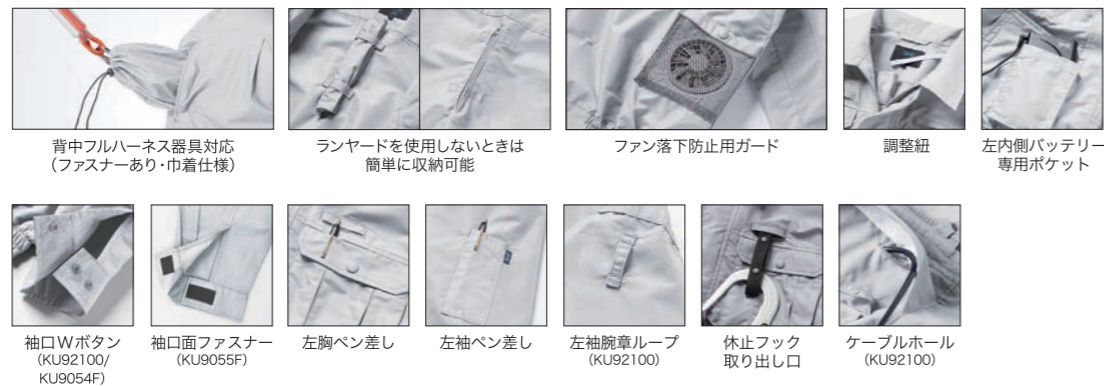 背中フルハーネス器具対応
（ファスナーあり・巾着仕様）
ランヤードを使用しないときは
簡単に収納可能
ファン落下防止用ガード
調整紐
左内側バッテリー
専用ポケット
袖口Wボタン
（KU92100/
KU9054F）
袖口面ファスナー
（KU9055F）
左胸ペン差し
左袖ペン差し
左袖腕章ループ
（KU92100）
休止フック
取り出し口
ケーブルホール
（KU92100）